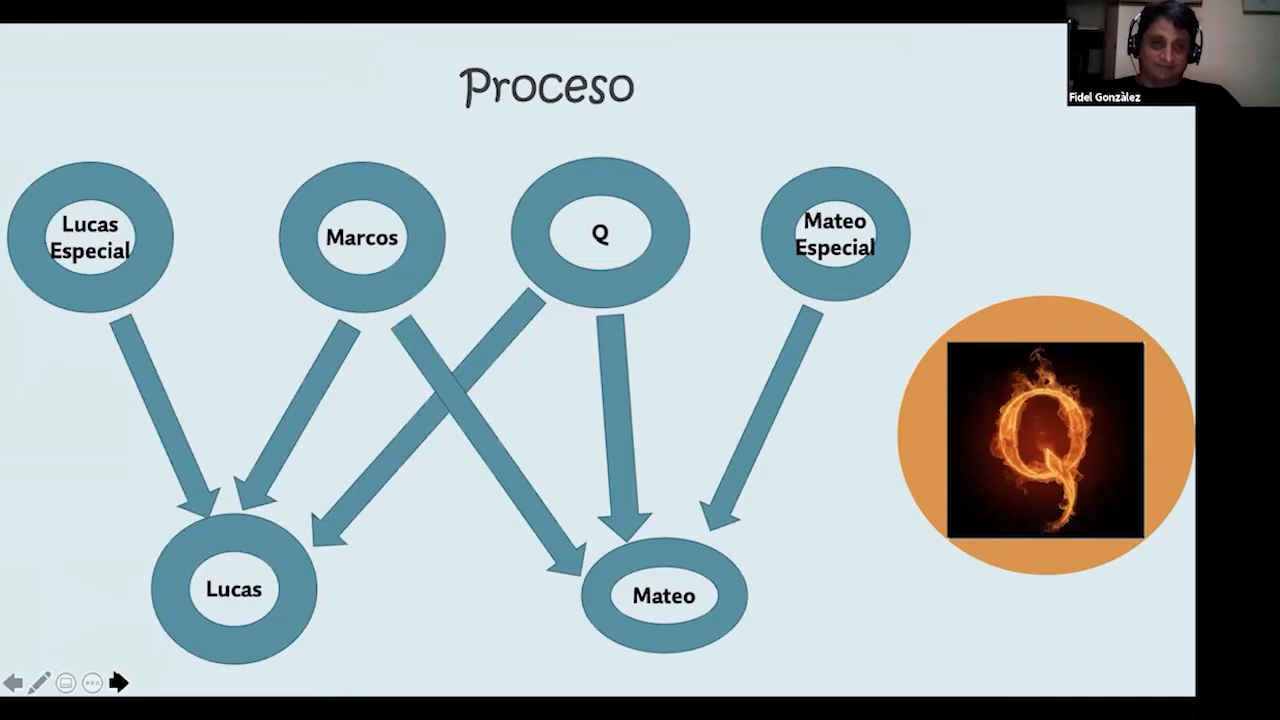 Proceso
Fidel Gonzàlez
Lucas
Especial
Marcos
Q
Mateo
Especial
Q
Lucas
Mateo